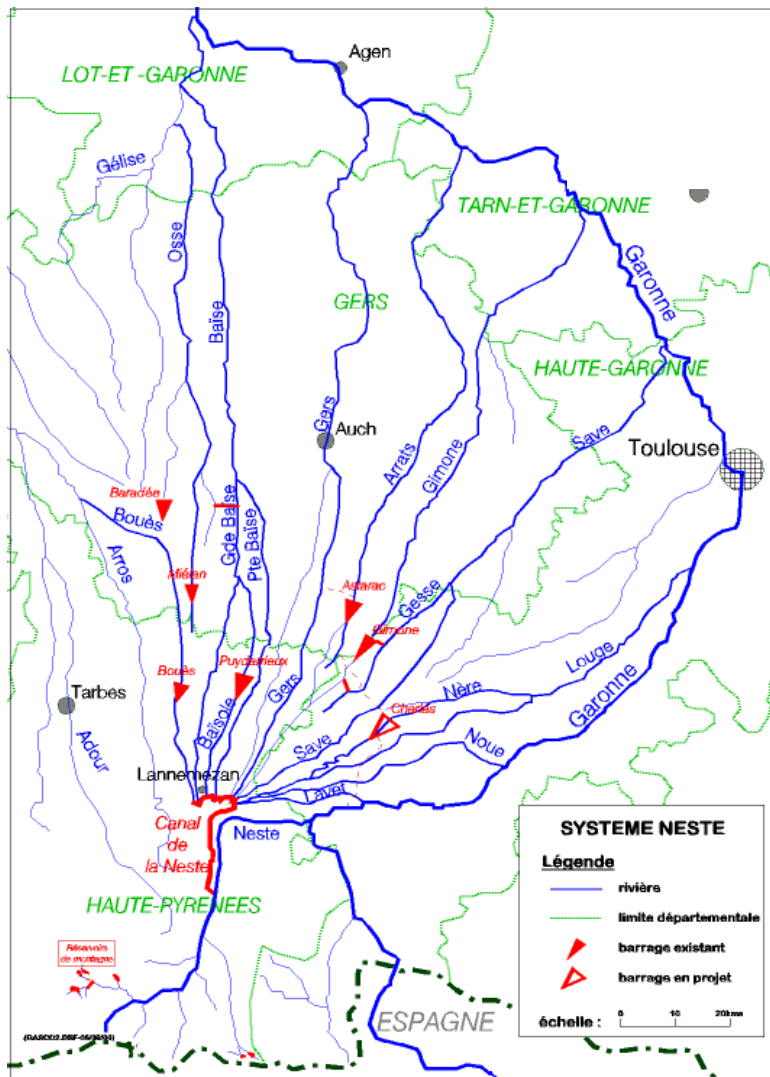 Agen
LOT-ET -GARONNE
Gélise
TARN-ET-GARONNE
Osse
Garonne
Baïse
GERS
HAUTE-GARONNE
Gers
Save
Auch
Arrats
Gimone
Toulouse
Baradée
Bouès
Gde Baïse
Pte Baïse
Arros
Miélan
Astarac
Gesse
Gimone
Bouès
Puydarrieux
Louge
Tarbes
Gers
Nère
Garonne
Baïsole
Charlas
Adour
Save
Noue
Lannemezan
Lavet
Canal
de
la Neste
Neste
HAUTE-PYRENEES
Réservoirs
de montagne
ESPAGNE
SYSTEME NESTE
Légende
rivière
limite départementale
barrage existant
barrage en projet
échelle :
0 10 20kms